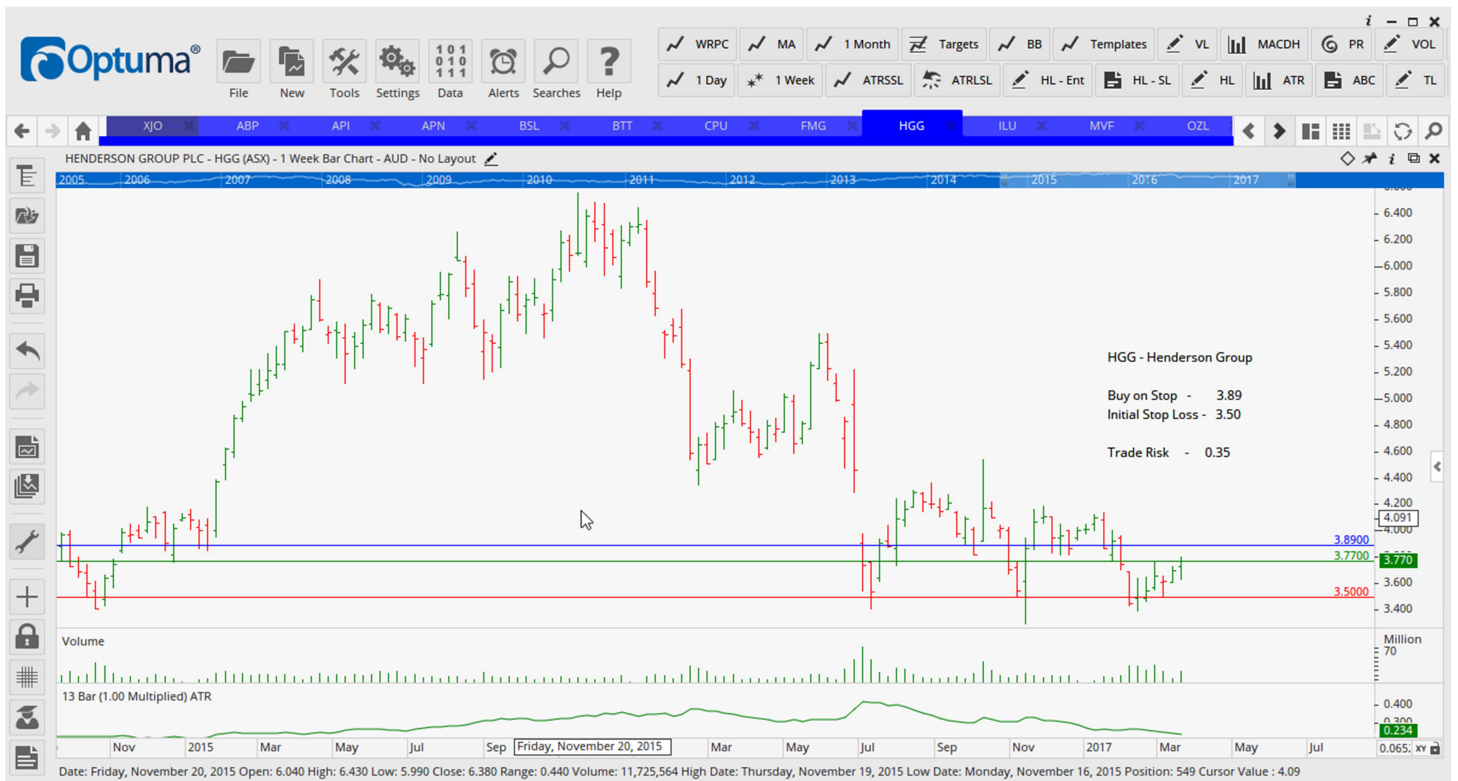 Optuma®
File
New
Tools
Settings
Data
Alerts
Searches
Help
WRPC
MA
1 Month
Targets
BB
Templates
VL
MACDH
PR
VOL
1 Day
1 Week
ATRSSL
ATRLSL
HL - Ent
HL - SL
HL
ATR
ABC
TL
XJO
ABP
API
APN
BSL
BTT
CPU
FMG
HGG
ILU
MVF
OZL
HENDERSON GROUP PLC - HGG (ASX) - 1 Week Bar Chart - AUD - No Layout
2005 2006 2007 2008 2009 2010 2011 2012 2013 2014 2015 2016 2017
6.400
6.200
6.000
5.800
5.600
5.400
5.200
5.000
4.800
4.600
4.400
4.200
4.091
4.000
3.770
3.600
3.400
HGG - Henderson Group
Buy on Stop - 3.89
Initial Stop Loss - 3.50
Trade Risk - 0.35
3.8900
3.7700
3.5000
Volume
Million
70
13 Bar (1.00 Multiplied) ATR
0.400
0.300
0.234
Nov 2015 Mar May Jul Sep Friday, November 20, 2015 Mar May Jul Sep Nov 2017 Mar May Jul
0.065 XY
Date: Friday, November 20, 2015 Open: 6.040 High: 6.430 Low: 5.990 Close: 6.380 Range: 0.440 Volume: 11,725,564 High Date: Thursday, November 19, 2015 Low Date: Monday, November 16, 2015 Position: 549 Cursor Value : 4.09